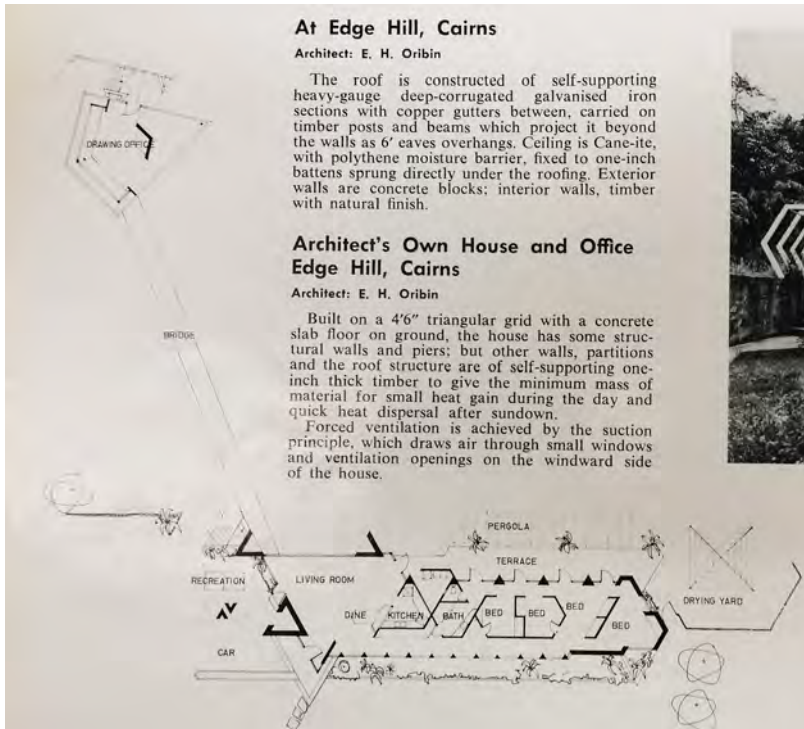 At Edge Hill, Cairns
Architect: E. H. Oribin
The roof is constructed of self-supporting
heavy-gauge deep-corrugated galvanised iron
sections with copper gutters between, carried on
timber posts and beams which project it beyond
the walls as 6' eaves overhangs. Ceiling is Cane-ite,
with polythene moisture barrier, fixed to one-inch
battens sprung directly under the roofing. Exterior
walls are concrete blocks; interior walls, timber
with natural finish.
Architect's Own House and Office
Edge Hill, Cairns
Architect: E. H. Oribin
Built on a 4'6" triangular grid with a concrete
slab floor on ground, the house has some struc-
tural walls and piers; but other walls, partitions
and the roof structure are of self-supporting one-
inch thick timber to give the minimum mass of
material for small heat gain during the day and
quick heat dispersal after sundown.
Forced ventilation is achieved by the suction
principle, which draws air through small windows
and ventilation openings on the windward side
of the house.
DRAWING OFFICE
BRIDGE
PERGOLA
TERRACE
RECREATION
LIVING ROOM
DINE
KITCHEN
BATH
BED
BED
BED
BED
DRYING YARD
CAR